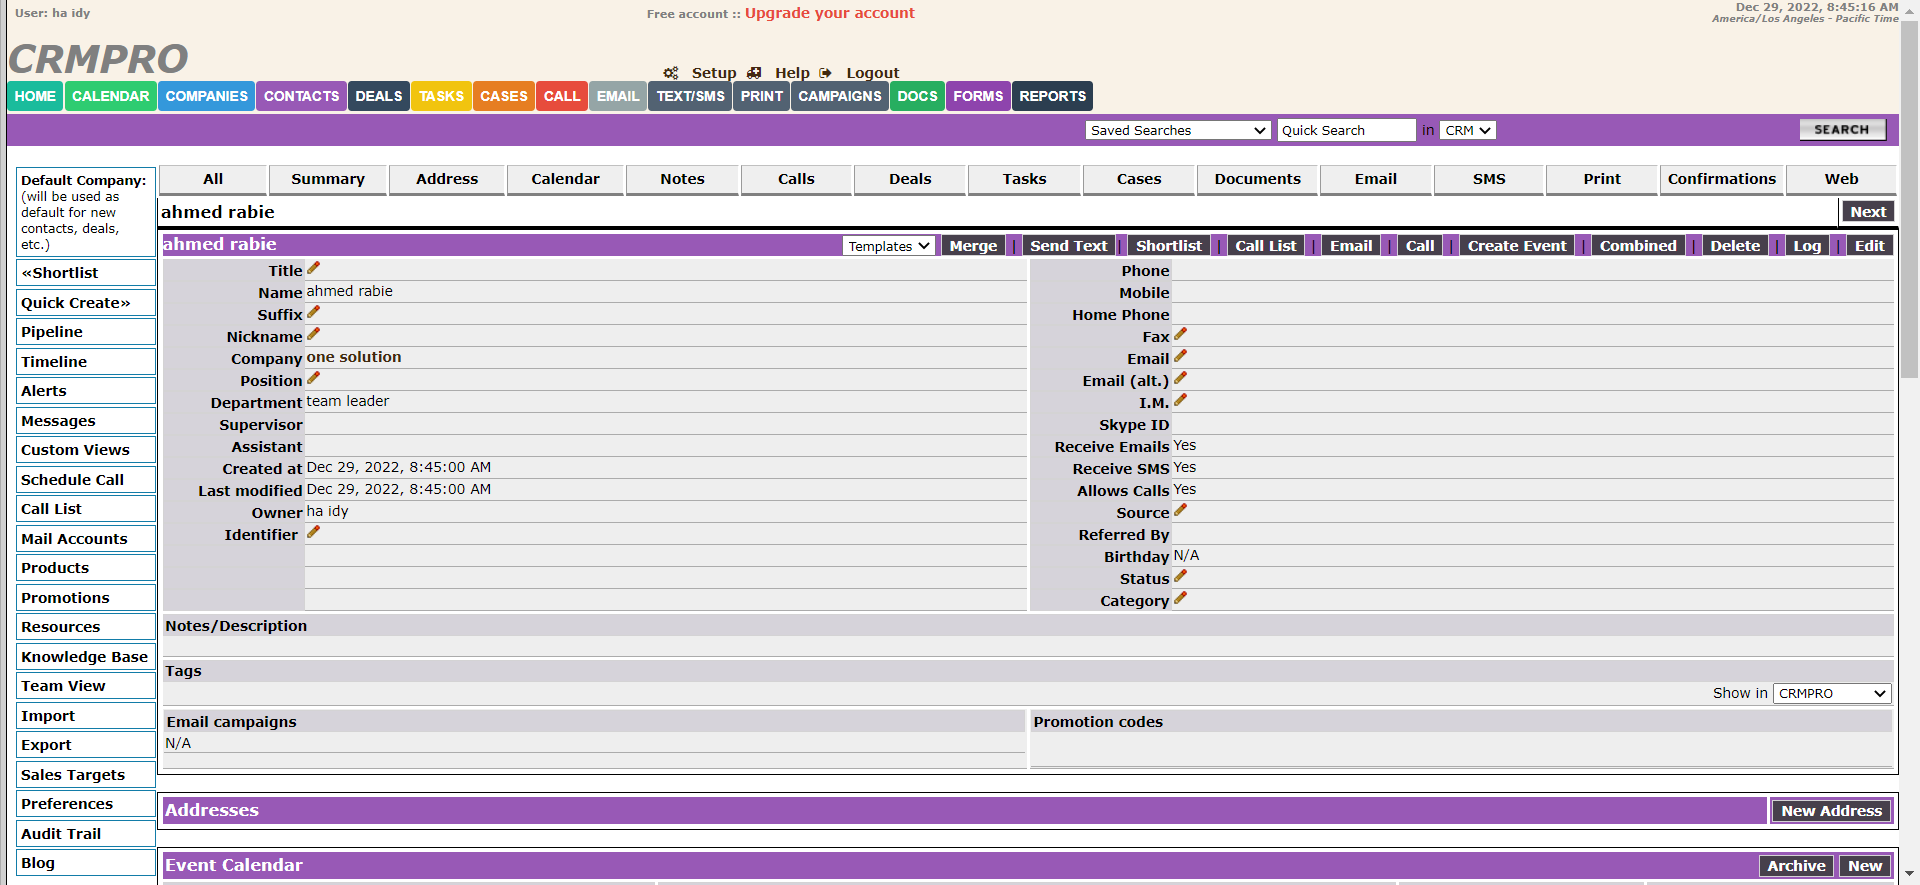 User: ha idy
Free account :: Upgrade your account
Dec 29, 2022, 8:45:16 AM
America/Los Angeles - Pacific Time
CRMPRO
Setup Help Logout
HOME CALENDAR COMPANIES CONTACTS DEALS TASKS CASES CALL EMAIL TEXT/SMS PRINT CAMPAIGNS DOCS FORMS REPORTS
Saved Searches Quick Search in CRM SEARCH
Default Company:
(will be used as
default for new
contacts, deals,
etc.)
«Shortlist
Quick Create»
Pipeline
Timeline
Alerts
Messages
Custom Views
Schedule Call
Call List
Mail Accounts
Products
Promotions
Resources
Knowledge Base
Team View
Import
Export
Sales Targets
Preferences
Audit Trail
Blog
All Summary Address Calendar Notes Calls Deals Tasks Cases Documents Email SMS Print Confirmations Web
ahmed rabie Next
ahmed rabie Templates Merge | Send Text | Shortlist | Call List | Email | Call | Create Event | Combined | Delete | Log | Edit
Title
Name ahmed rabie
Suffix
Nickname
Company one solution
Position
Department team leader
Supervisor
Assistant
Created at Dec 29, 2022, 8:45:00 AM
Last modified Dec 29, 2022, 8:45:00 AM
Owner ha idy
Identifier
Phone
Mobile
Home Phone
Fax
Email
Email (alt.)
I.M.
Skype ID
Receive Emails Yes
Receive SMS Yes
Allows Calls Yes
Source
Referred By
Birthday N/A
Status
Category
Notes/Description
Tags
Show in CRMPRO
Email campaigns
N/A
Promotion codes
Addresses New Address
Event Calendar Archive New